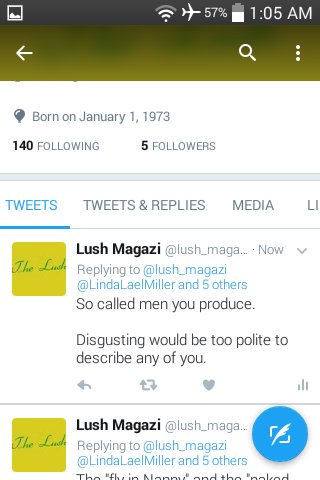 57% 1:05 AM
Born on January 1, 1973
140 FOLLOWING 5 FOLLOWERS
TWEETS TWEETS & REPLIES MEDIA LI
The Lush Lush Magazi @lush_maga... · Now
Replying to @lush_magazi
@LindaLaelMiller and 5 others
So called men you produce.
Disgusting would be too polite to
describe any of you.
The Lush Lush Magazi @lush_maga...
Replying to @lush_magazi
@LindaLaelMiller and 5 others
The "fly in Nanny" and the "naked